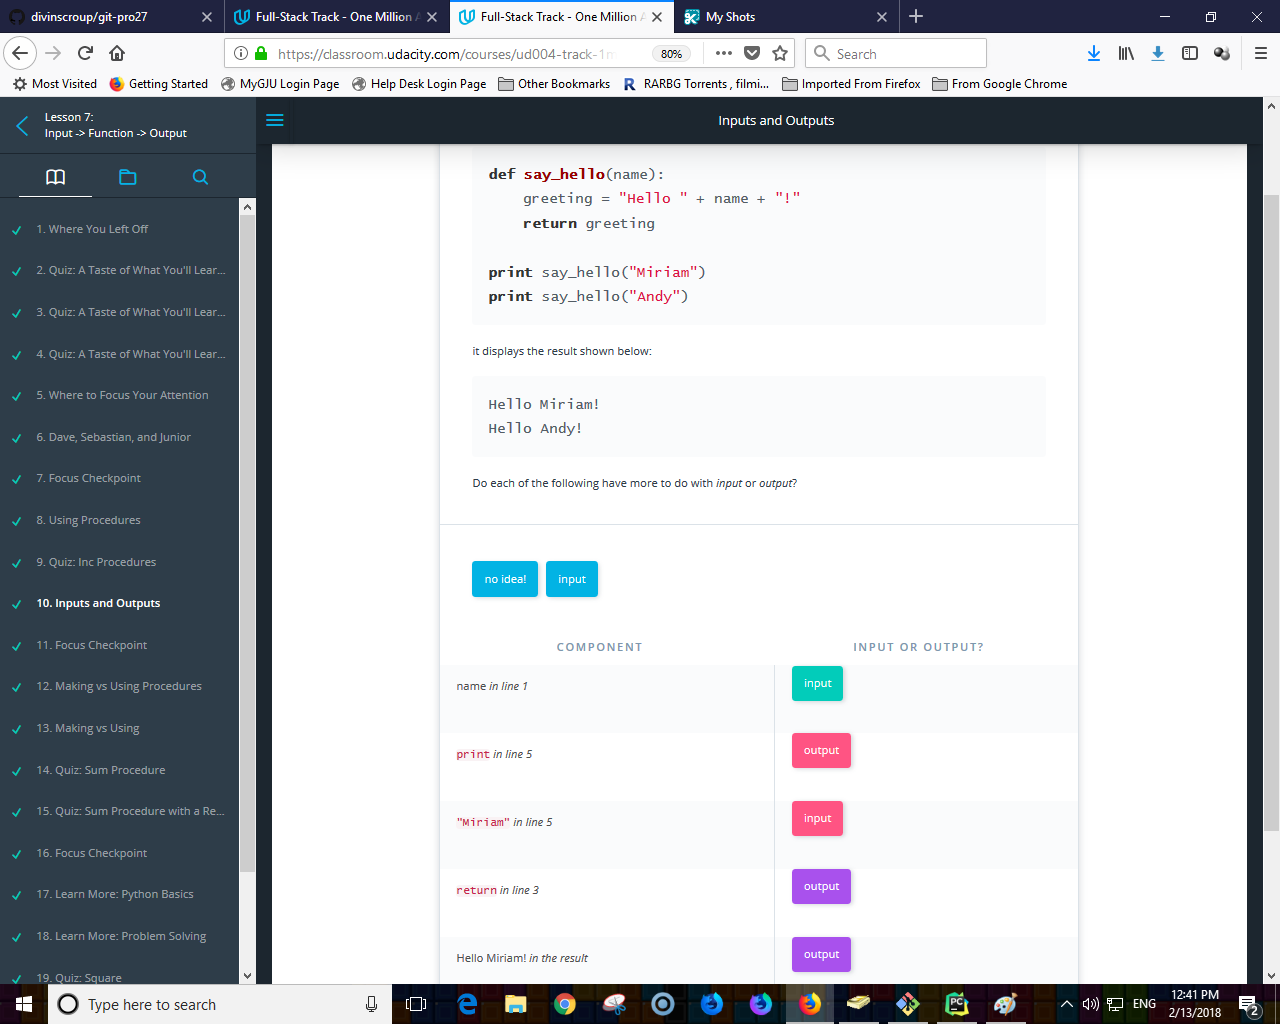 divinscroup/git-pro27
Full-Stack Track - One Million A
Full-Stack Track - One Million A
My Shots
https://classroom.udacity.com/courses/ud004-track-1m
80%
Search
Most Visited
Getting Started
MyGJU Login Page
Help Desk Login Page
Other Bookmarks
R RARBG Torrents , filmi...
Imported From Firefox
From Google Chrome
Lesson 7:
Input -> Function -> Output
Inputs and Outputs
1. Where You Left Off
2. Quiz: A Taste of What You'll Lear...
3. Quiz: A Taste of What You'll Lear...
4. Quiz: A Taste of What You'll Lear...
5. Where to Focus Your Attention
6. Dave, Sebastian, and Junior
7. Focus Checkpoint
8. Using Procedures
9. Quiz: Inc Procedures
10. Inputs and Outputs
11. Focus Checkpoint
12. Making vs Using Procedures
13. Making vs Using
14. Quiz: Sum Procedure
15. Quiz: Sum Procedure with a Re...
16. Focus Checkpoint
17. Learn More: Python Basics
18. Learn More: Problem Solving
19. Quiz: Square
def say_hello(name):
greeting = "Hello " + name + "!"
return greeting
print say_hello("Miriam")
print say_hello("Andy")
it displays the result shown below:
Hello Miriam!
Hello Andy!
Do each of the following have more to do with input or output?
no idea!
input
COMPONENT
INPUT OR OUTPUT?
name in line 1
input
print in line 5
output
"Miriam" in line 5
input
return in line 3
output
Hello Miriam! in the result
output
Type here to search
PC
ENG
12:41 PM
2/13/2018
2